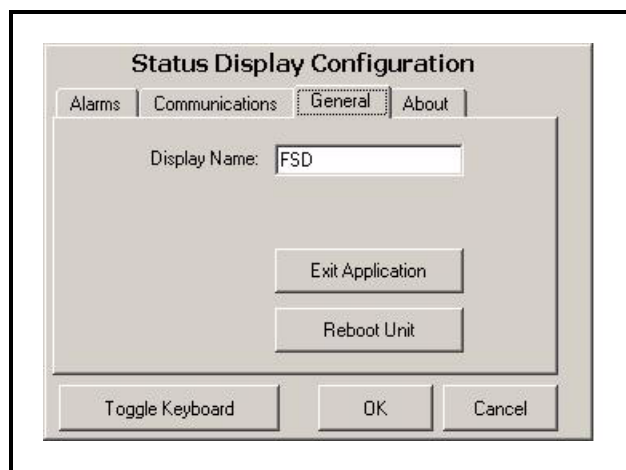 Status Display Configuration
Alarms Communications General About
Display Name: FSD
Exit Application
Reboot Unit
Toggle Keyboard OK Cancel